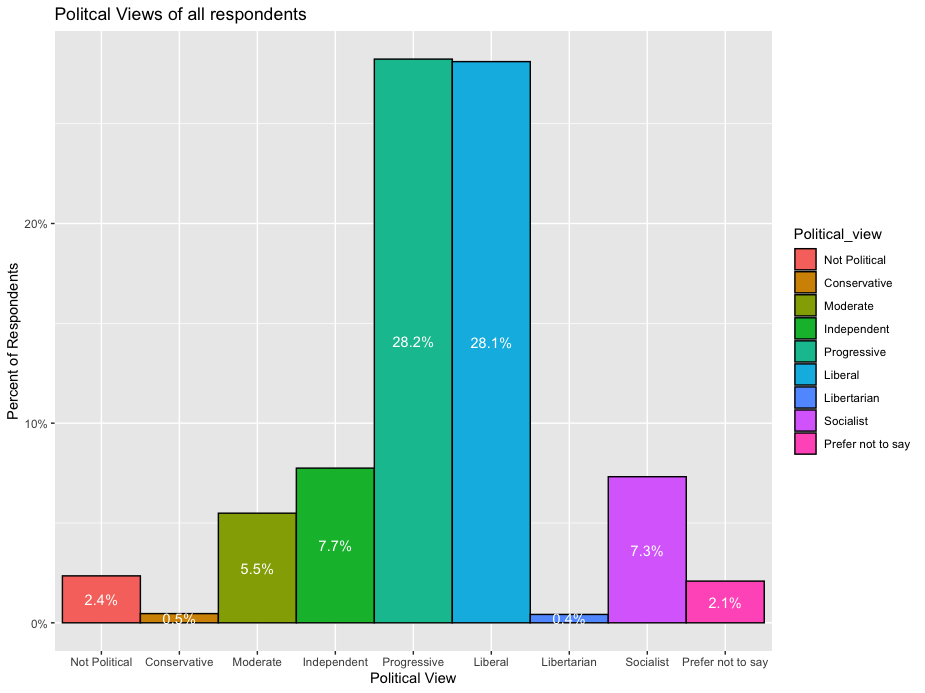 Politcal Views of all respondents
Percent of Respondents
20%
10%
0%
28.2%
28.1%
7.7%
7.3%
5.5%
2.4%
2.1%
0.5%
0.4%
Not Political
Conservative
Moderate
Independent
Progressive
Liberal
Libertarian
Socialist
Prefer not to say
Political View
Political_view
Not Political
Conservative
Moderate
Independent
Progressive
Liberal
Libertarian
Socialist
Prefer not to say